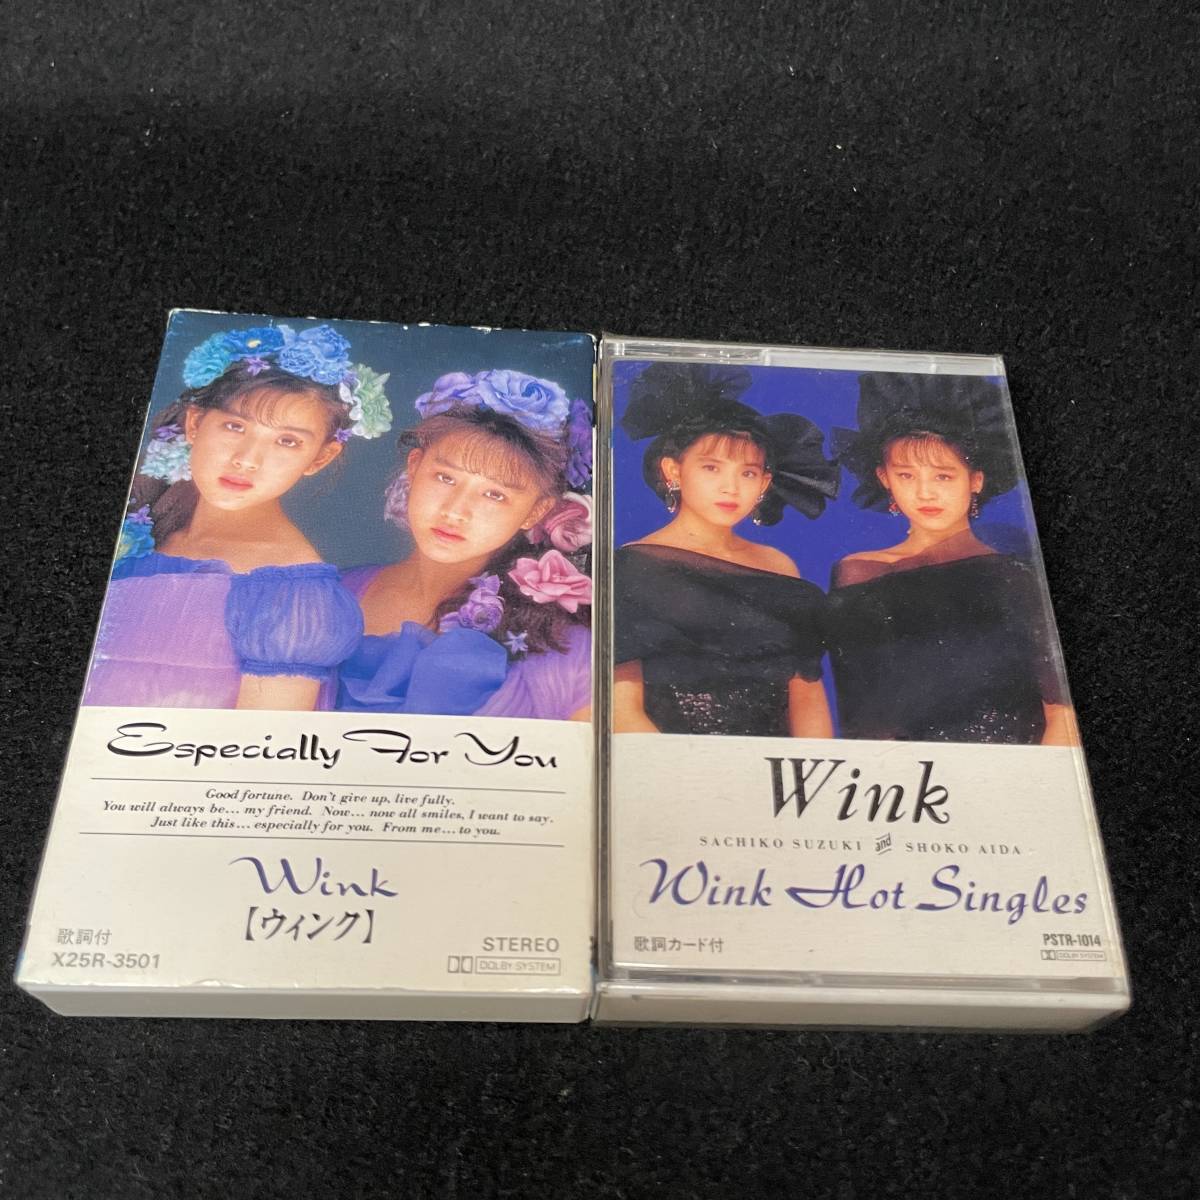 Especially For You
Good fortune. Don't give up, live fully.
You will always be... my friend. Now... now all smiles, I want to say.
Just like this... especially for you. From me... to you.
Wink
【ウィンク】
歌詞付
X25R-3501
STEREO
DOLBY SYSTEM
Wink
SACHIKO SUZUKI and SHOKO AIDA
Wink Hot Singles
歌詞カード付
PSTR-1014
DOLBY SYSTEM